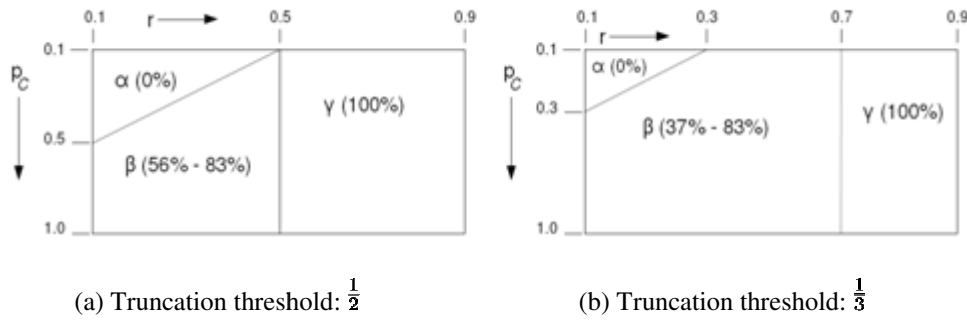 0.1 r 0.5 0.9
0.1
p_C
α (0%)
γ (100%)
0.5
β (56% - 83%)
1.0
(a) Truncation threshold: 1/2
0.1 0.3 0.7 0.9
r
0.1
p_C
α (0%)
0.3
β (37% - 83%)
γ (100%)
1.0
(b) Truncation threshold: 1/3